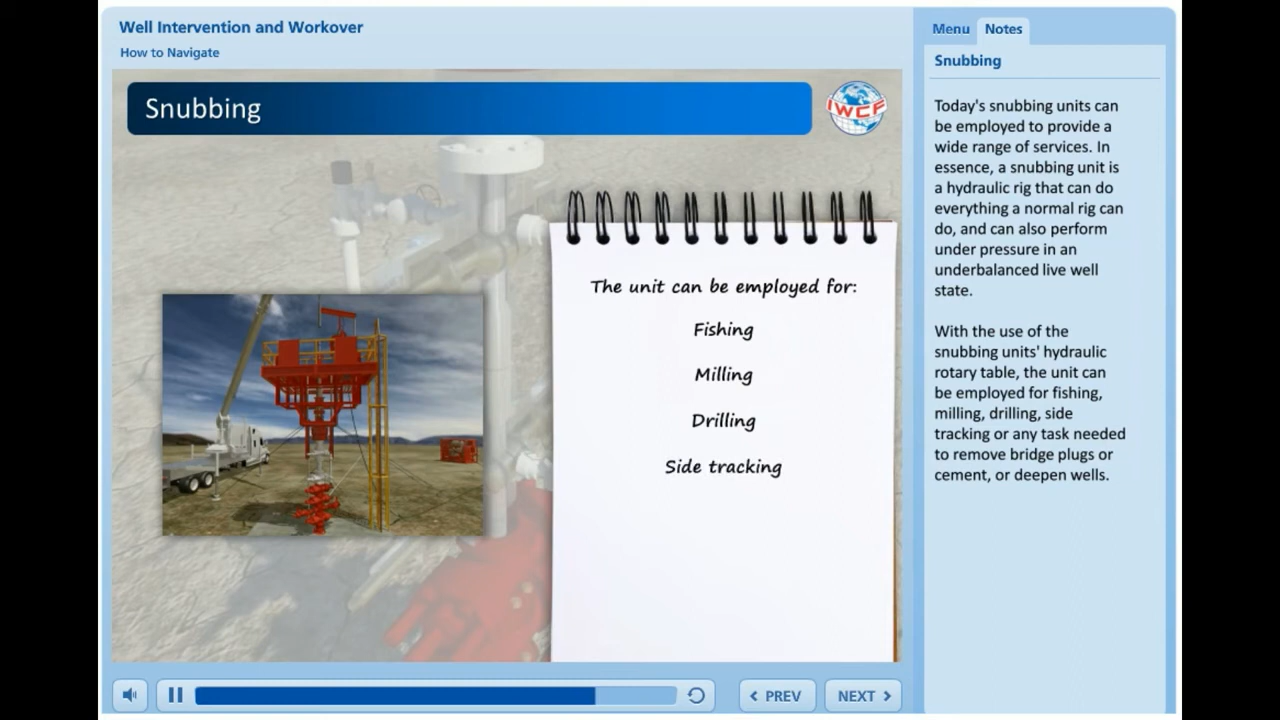 Well Intervention and Workover
How to Navigate
Snubbing
IWCF
The unit can be employed for:
Fishing
Milling
Drilling
Side tracking
PREV
NEXT
Menu
Notes
Snubbing
Today's snubbing units can
be employed to provide a
wide range of services. In
essence, a snubbing unit is
a hydraulic rig that can do
everything a normal rig can
do, and can also perform
under pressure in an
underbalanced live well
state.
With the use of the
snubbing units' hydraulic
rotary table, the unit can
be employed for fishing,
milling, drilling, side
tracking or any task needed
to remove bridge plugs or
cement, or deepen wells.